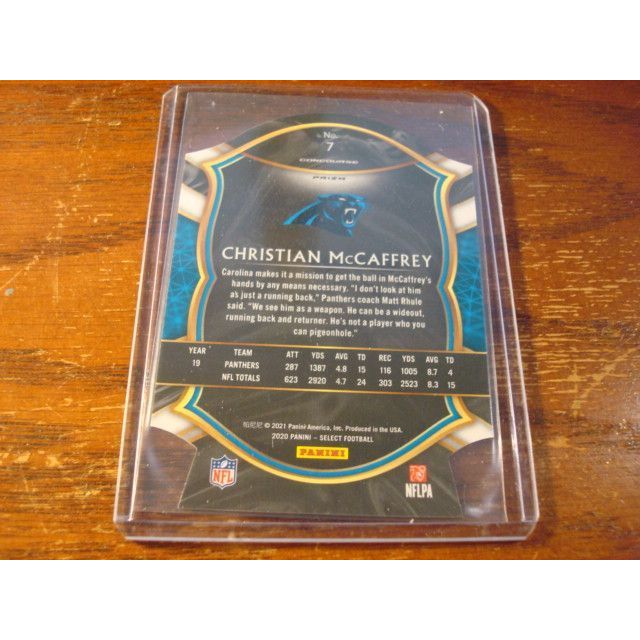 No.
7
CONCOURSE
PRIZM
CHRISTIAN McCAFFREY
Carolina makes it a mission to get the ball in McCaffrey's
hands by any means necessary. "I don't look at him
as just a running back," Panthers coach Matt Rhule
said. "We see him as a weapon. He can be a wideout,
running back and returner. He's not a player who you
can pigeonhole."
YEAR TEAM ATT YDS AVG TD REC YDS AVG TD
19 PANTHERS 287 1387 4.8 15 116 1005 8.7 4
NFL TOTALS 623 2920 4.7 24 303 2523 8.3 15
帕尼尼 © 2021 Panini America, Inc. Produced in the USA.
2020 PANINI – SELECT FOOTBALL
PANINI
NFL
NFLPA